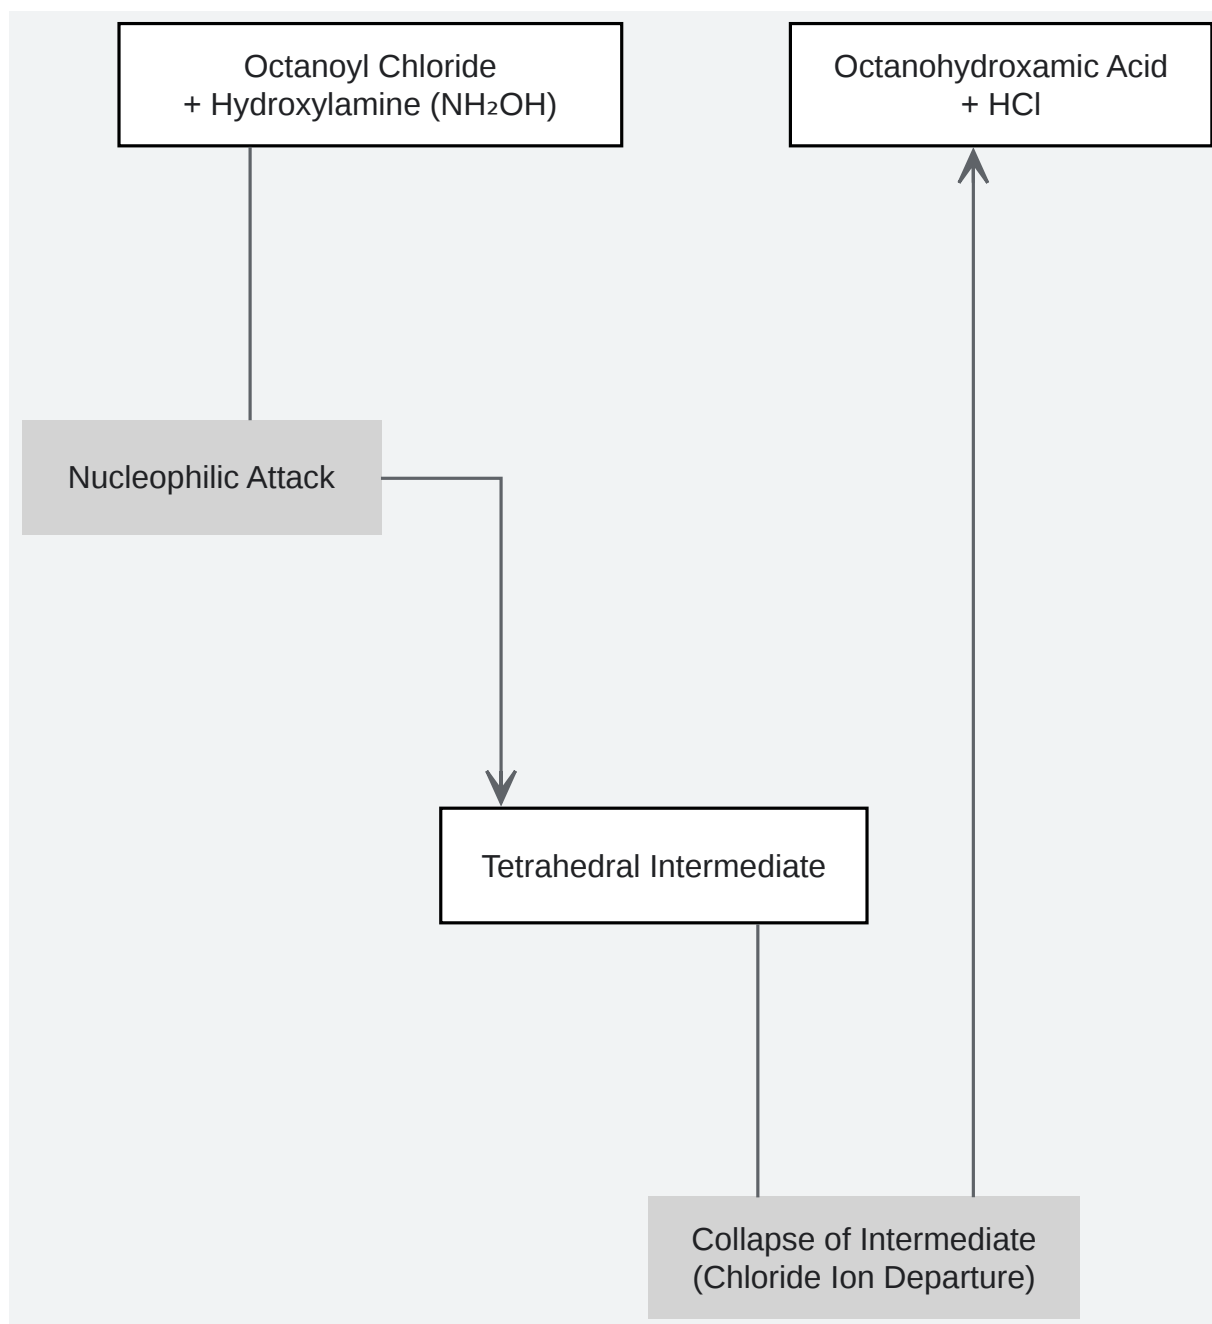 Octanoyl Chloride
+ Hydroxylamine (NH₂OH)
Octanohydroxamic Acid
+ HCl
Nucleophilic Attack
Tetrahedral Intermediate
Collapse of Intermediate
(Chloride Ion Departure)